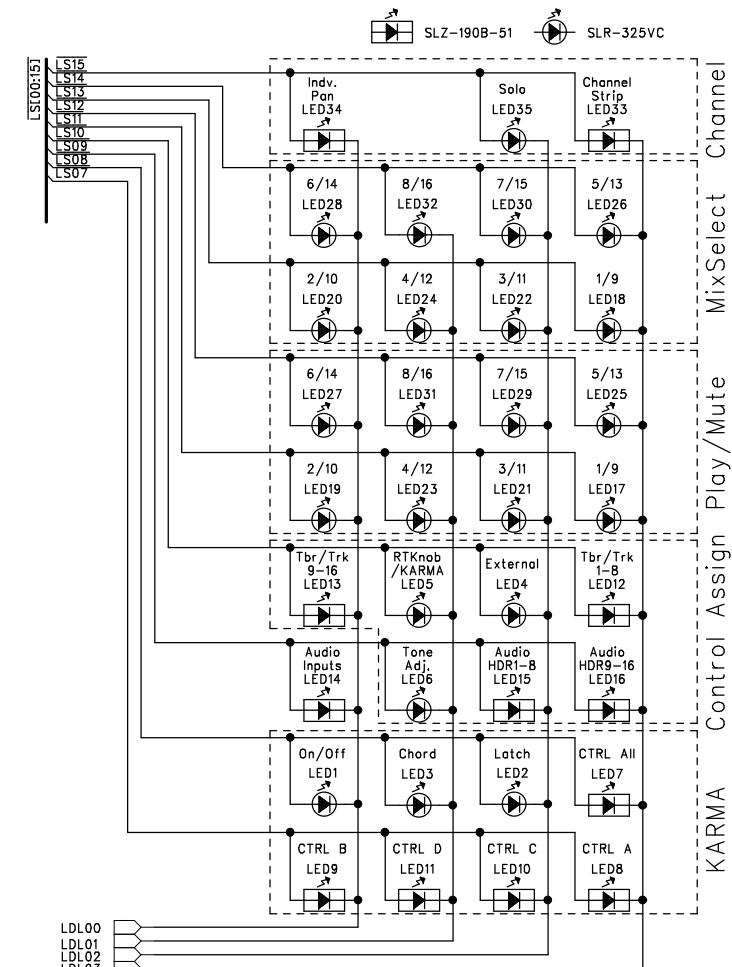 SLZ-190B-51 SLR-325VC
LS[00:15]
LS15
LS14
LS13
LS12
LS11
LS10
LS09
LS08
LS07
Channel
Indv. Pan LED34
Solo LED35
Channel Strip LED33
MixSelect
6/14 8/16 7/15 5/13
LED28 LED32 LED30 LED26
2/10 4/12 3/11 1/9
LED20 LED24 LED22 LED18
Play/Mute
6/14 8/16 7/15 5/13
LED27 LED31 LED29 LED25
2/10 4/12 3/11 1/9
LED19 LED23 LED21 LED17
Control Assign
Tbr/Trk 9-16 LED13
RTKnob /KARMA LED5
External LED4
Tbr/Trk 1-8 LED12
Audio Inputs LED14
Tone Adj. LED6
Audio HDR1-8 LED15
Audio HDR9-16 LED16
KARMA
On/Off Chord Latch CTRL All
LED1 LED3 LED2 LED7
CTRL B CTRL D CTRL C CTRL A
LED9 LED11 LED10 LED8
LDL00
LDL01
LDL02